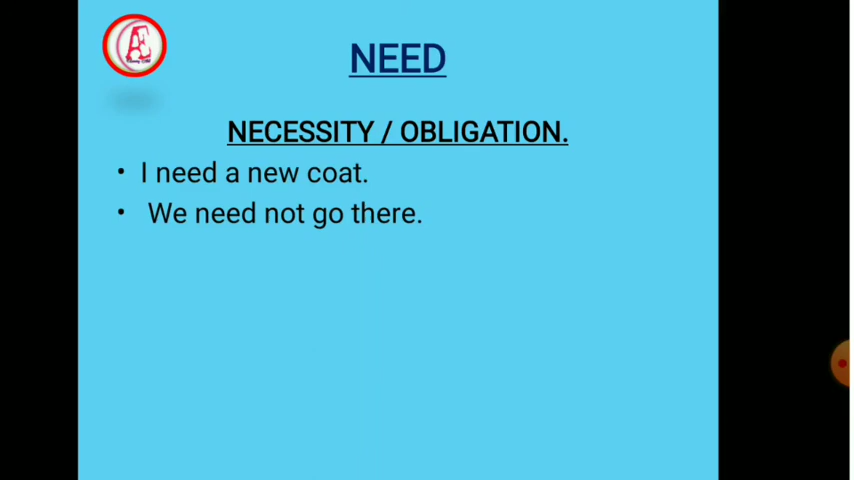 NEED
NECESSITY / OBLIGATION.
• I need a new coat.
• We need not go there.